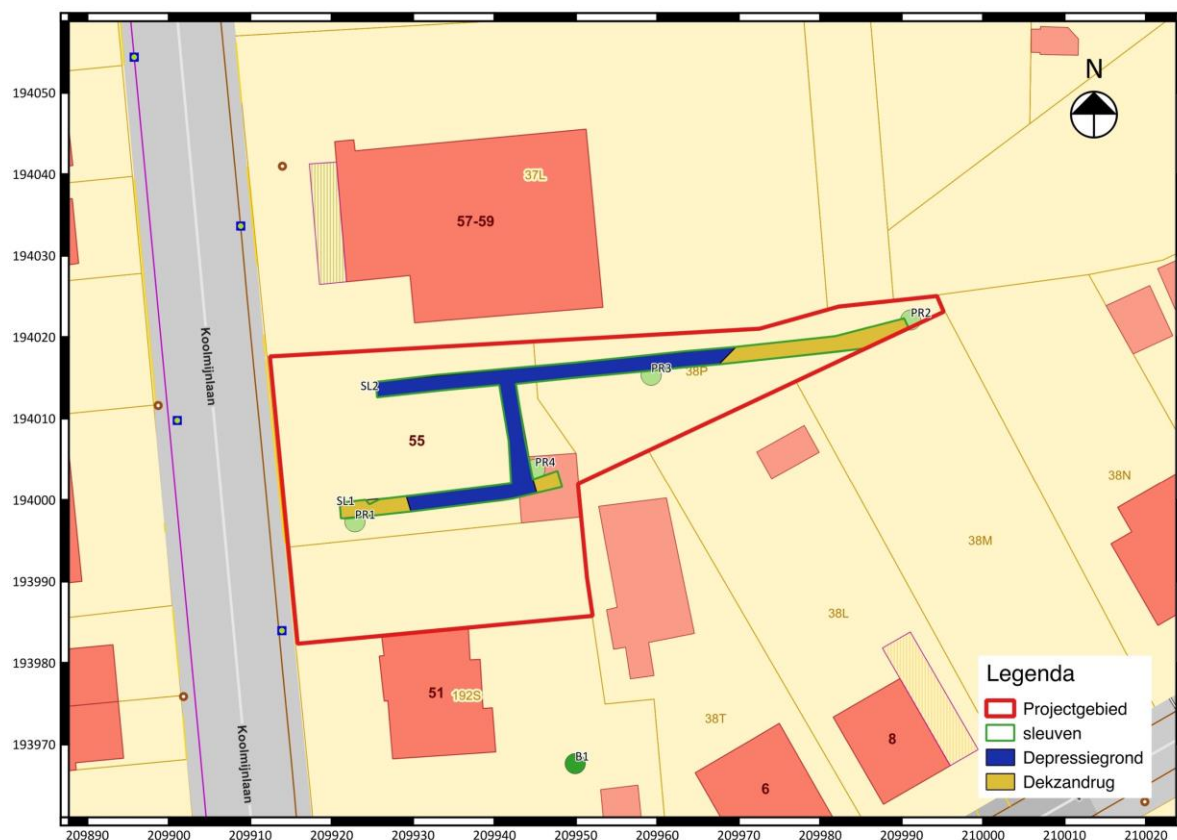 N
194050
194040
194030
194020
194010
194000
193990
193980
193970
37L
57-59
Koolmijnlaan
PR2
PR3
38P
SL2
55
PR4
SL1
PR1
38N
38M
38L
51
192S
38T
B1
8
6
Koolmijnlaan
Legenda
Projectgebied
sleuven
Depressiegrond
Dekzandrug
209890 209900 209910 209920 209930 209940 209950 209960 209970 209980 209990 210000 210010 210020